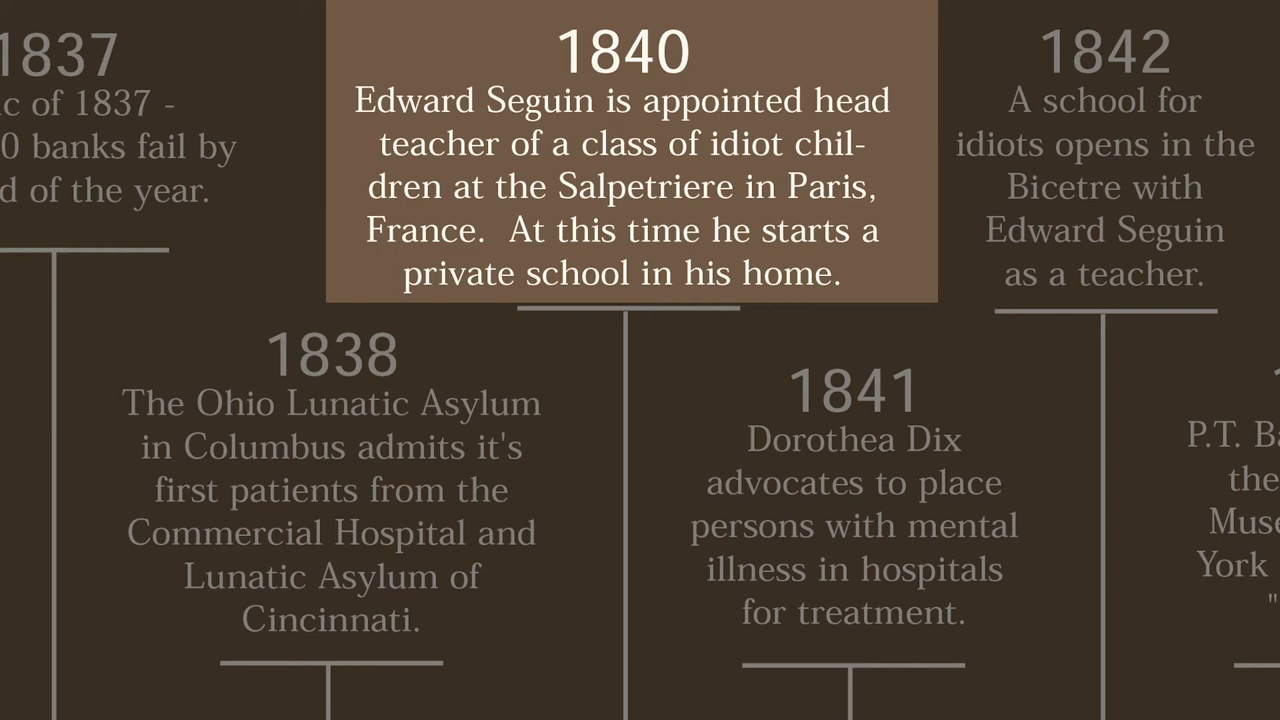 1837
c of 1837 -
0 banks fail by
d of the year.
1838
The Ohio Lunatic Asylum
in Columbus admits it's
first patients from the
Commercial Hospital and
Lunatic Asylum of
Cincinnati.
1840
Edward Seguin is appointed head
teacher of a class of idiot chil-
dren at the Salpetriere in Paris,
France.  At this time he starts a
private school in his home.
1841
Dorothea Dix
advocates to place
persons with mental
illness in hospitals
for treatment.
1842
A school for
idiots opens in the
Bicetre with
Edward Seguin
as a teacher.
P.T. Ba
the
Muse
York
"